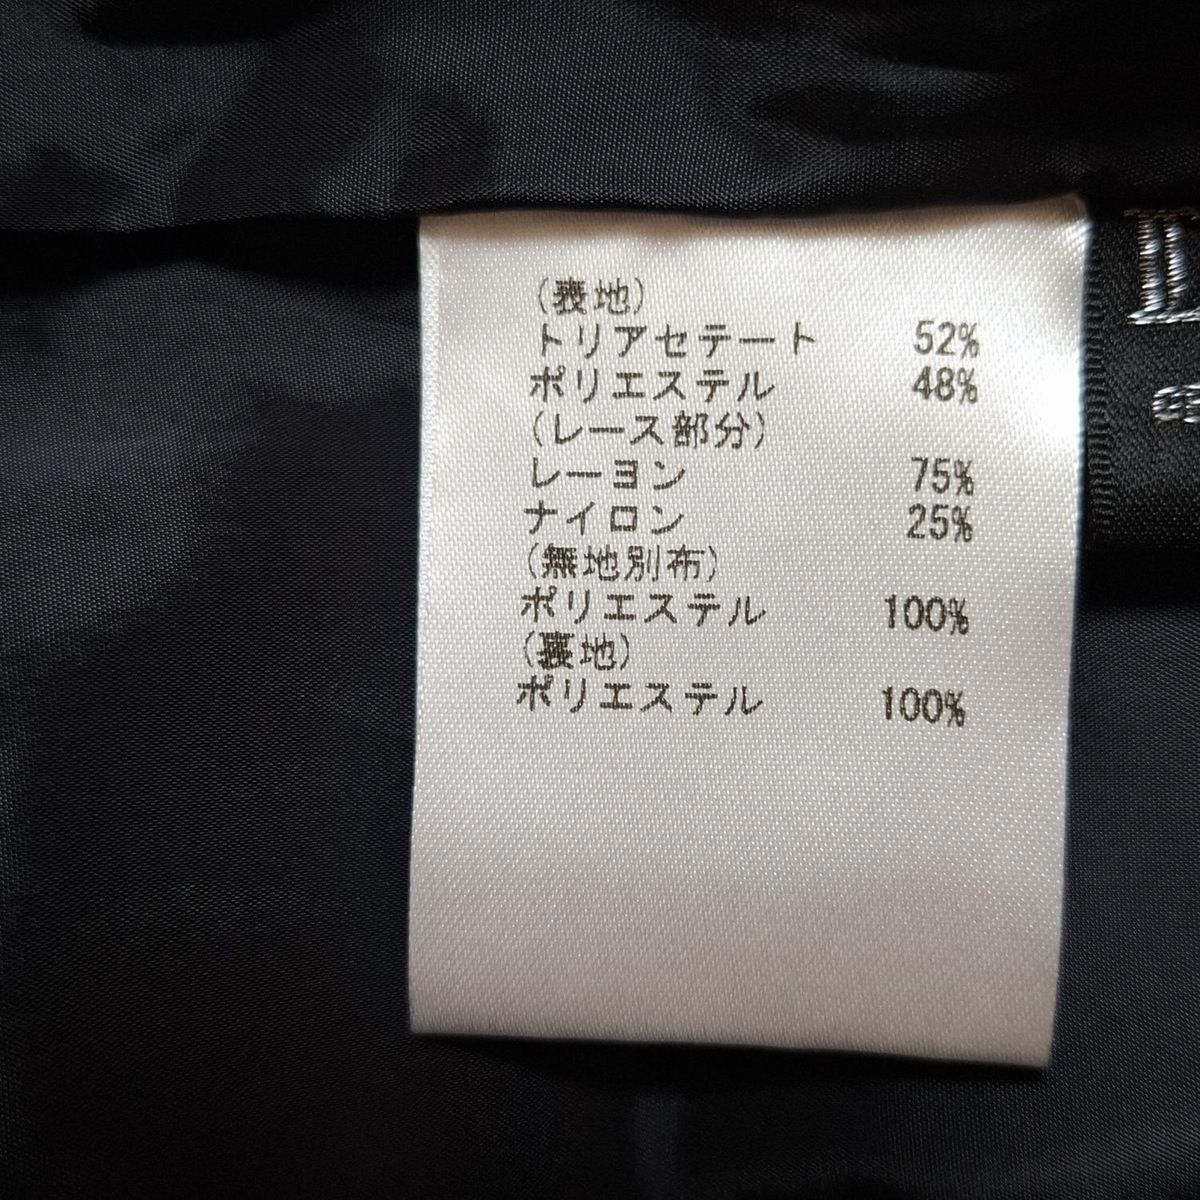 (表地)
トリアセテート 52%
ポリエステル 48%
(レース部分)
レーヨン 75%
ナイロン 25%
(無地別布)
ポリエステル 100%
(裏地)
ポリエステル 100%